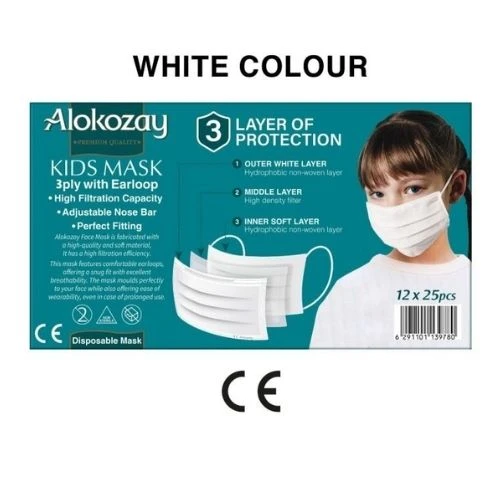 WHITE COLOUR
Alokozay
PREMIUM QUALITY
KIDS MASK
3ply with Earloop
• High Filtration Capacity
• Adjustable Nose Bar
• Perfect Fitting
Alokozay Face Mask is fabricated with
a high-quality and soft material,
It has a high filtration efficiency.
This mask features comfortable earloops,
offering a snug fit with excellent
breathability. The mask moulds perfectly
to your face while also offering ease of
wearability, even in case of prolonged use.
CE
2
NON STERILE
Disposable Mask
3 LAYER OF
PROTECTION
1 OUTER WHITE LAYER
Hydrophobic non-woven layer
2 MIDDLE LAYER
High density filter
3 INNER SOFT LAYER
Hydrophobic non-woven layer
12 x 25pcs
6 291101 139780
CE